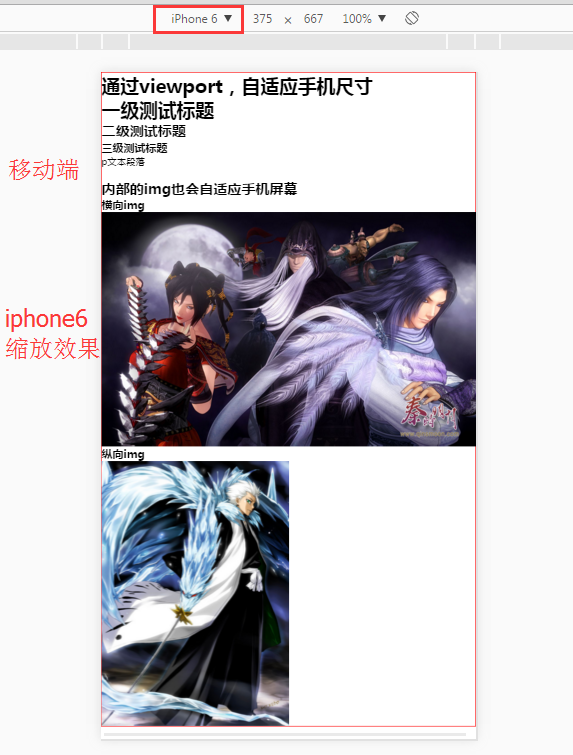 iPhone 6 ▼ 375 × 667 100% ▼
通过viewport，自适应手机尺寸
一级测试标题
二级测试标题
三级测试标题
p文本段落
移动端
内部的img也会自适应手机屏幕
横向img
iphone6
缩放效果
纵向img